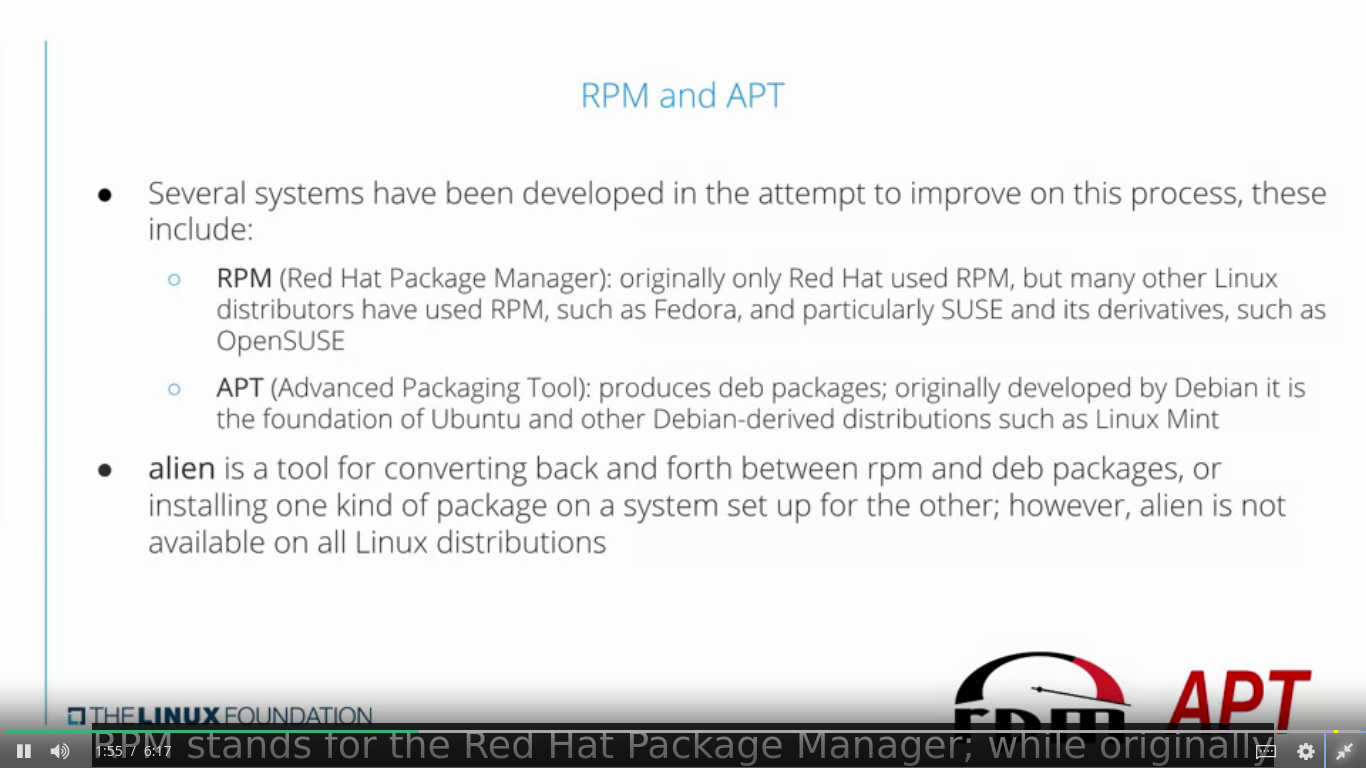 RPM and APT
● Several systems have been developed in the attempt to improve on this process, these
include:
○ RPM (Red Hat Package Manager): originally only Red Hat used RPM, but many other Linux
distributors have used RPM, such as Fedora, and particularly SUSE and its derivatives, such as
OpenSUSE
○ APT (Advanced Packaging Tool): produces deb packages; originally developed by Debian it is
the foundation of Ubuntu and other Debian-derived distributions such as Linux Mint
● alien is a tool for converting back and forth between rpm and deb packages, or
installing one kind of package on a system set up for the other; however, alien is not
available on all Linux distributions
THE LINUX FOUNDATION
rpm
APT
RPM stands for the Red Hat Package Manager; while originally
1:55 / 6:17